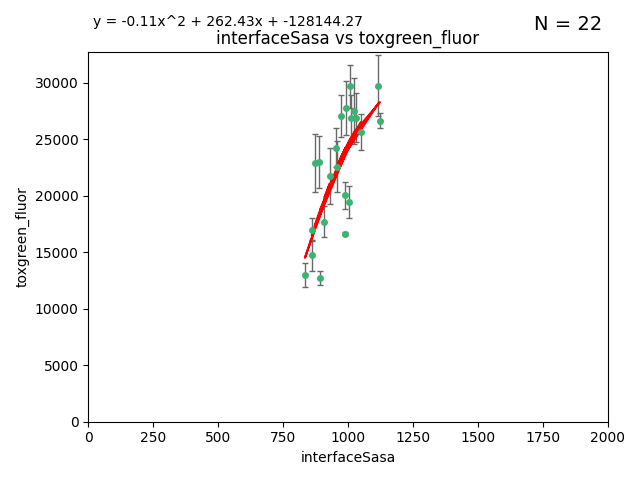 y = -0.11x^2 + 262.43x + -128144.27
N = 22
interfaceSasa vs toxgreen_fluor
toxgreen_fluor
30000
25000
20000
15000
10000
5000
0
0 250 500 750 1000 1250 1500 1750 2000
interfaceSasa